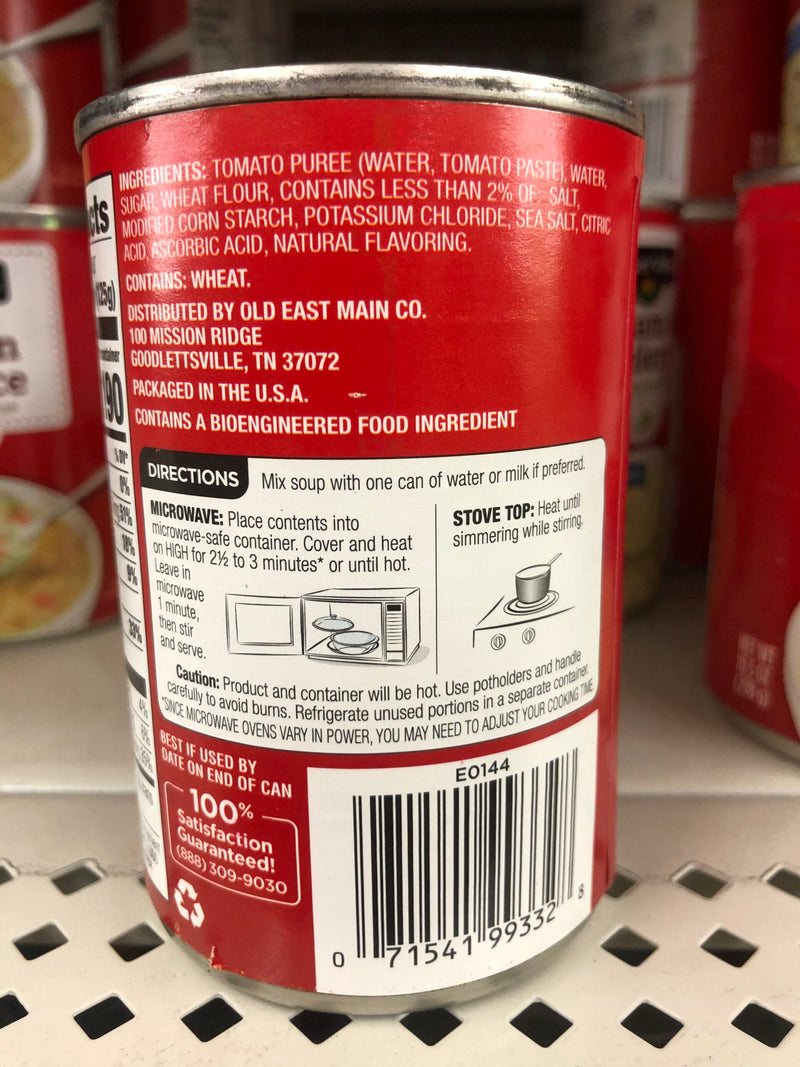 INGREDIENTS: TOMATO PUREE (WATER, TOMATO PASTE), WATER,
SUGAR, WHEAT FLOUR, CONTAINS LESS THAN 2% OF: SALT,
MODIFIED CORN STARCH, POTASSIUM CHLORIDE, SEA SALT, CITRIC
ACID, ASCORBIC ACID, NATURAL FLAVORING.
CONTAINS: WHEAT.
DISTRIBUTED BY OLD EAST MAIN CO.
100 MISSION RIDGE
GOODLETTSVILLE, TN 37072
PACKAGED IN THE U.S.A.
CONTAINS A BIOENGINEERED FOOD INGREDIENT
DIRECTIONS Mix soup with one can of water or milk if preferred.
MICROWAVE: Place contents into
microwave-safe container. Cover and heat
on HIGH for 2½ to 3 minutes* or until hot.
Leave in
microwave
1 minute,
then stir
and serve.
STOVE TOP: Heat until
simmering while stirring.
Caution: Product and container will be hot. Use potholders and handle
carefully to avoid burns. Refrigerate unused portions in a separate container.
*SINCE MICROWAVE OVENS VARY IN POWER, YOU MAY NEED TO ADJUST YOUR COOKING TIME.
BEST IF USED BY
DATE ON END OF CAN
100%
Satisfaction
Guaranteed!
(888) 309-9030
E0144
0 71541 99332 8
cts
25g)
90
% DV*
0%